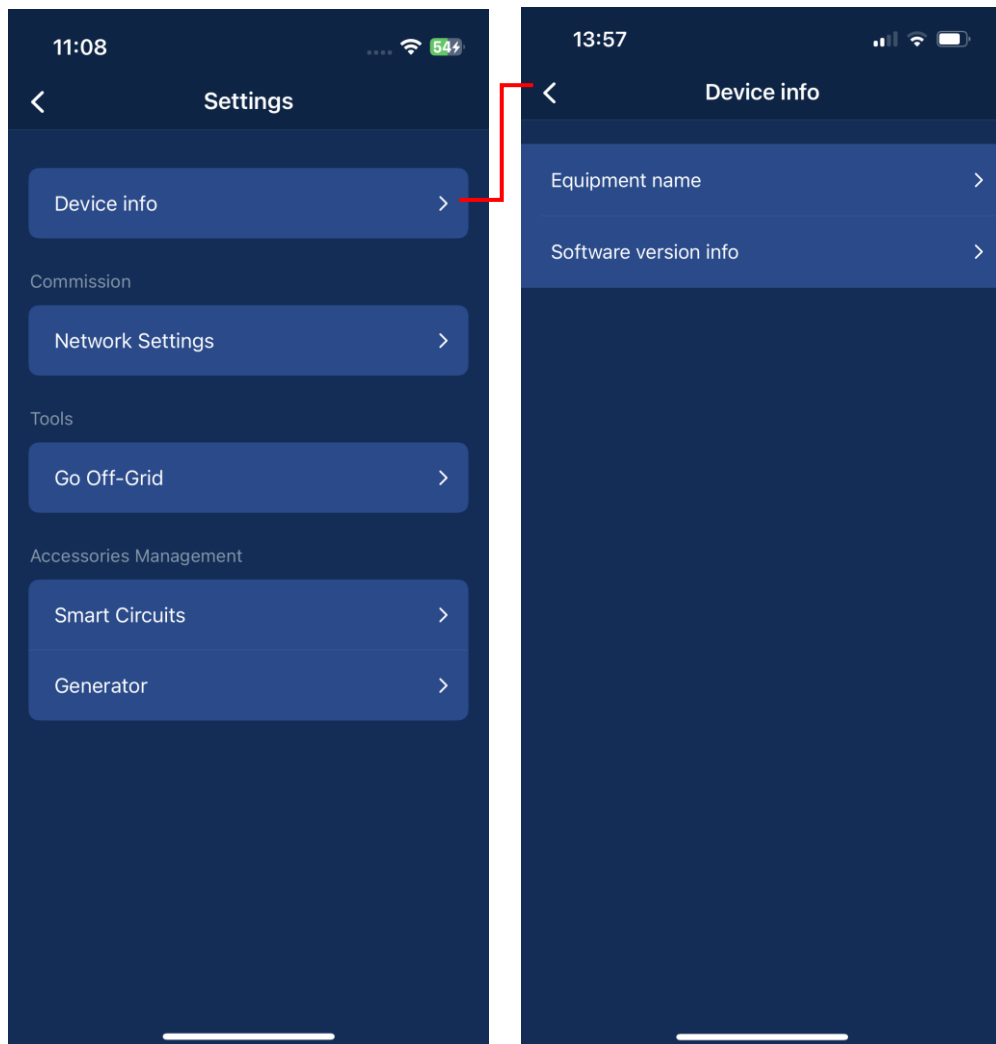 11:08
54
Settings
Device info
Commission
Network Settings
Tools
Go Off-Grid
Accessories Management
Smart Circuits
Generator
13:57
Device info
Equipment name
Software version info